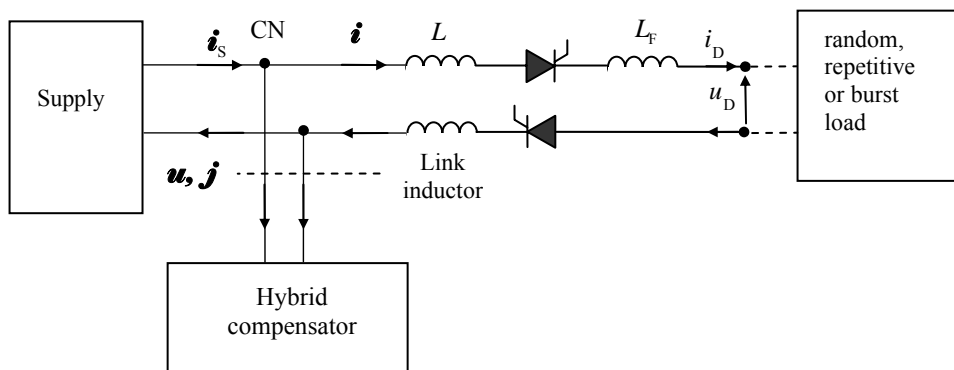 CN
i
L
L_F
i_D
i_S
Supply
u_D
random,
repetitive
or burst
load
u, j
Link
inductor
Hybrid
compensator